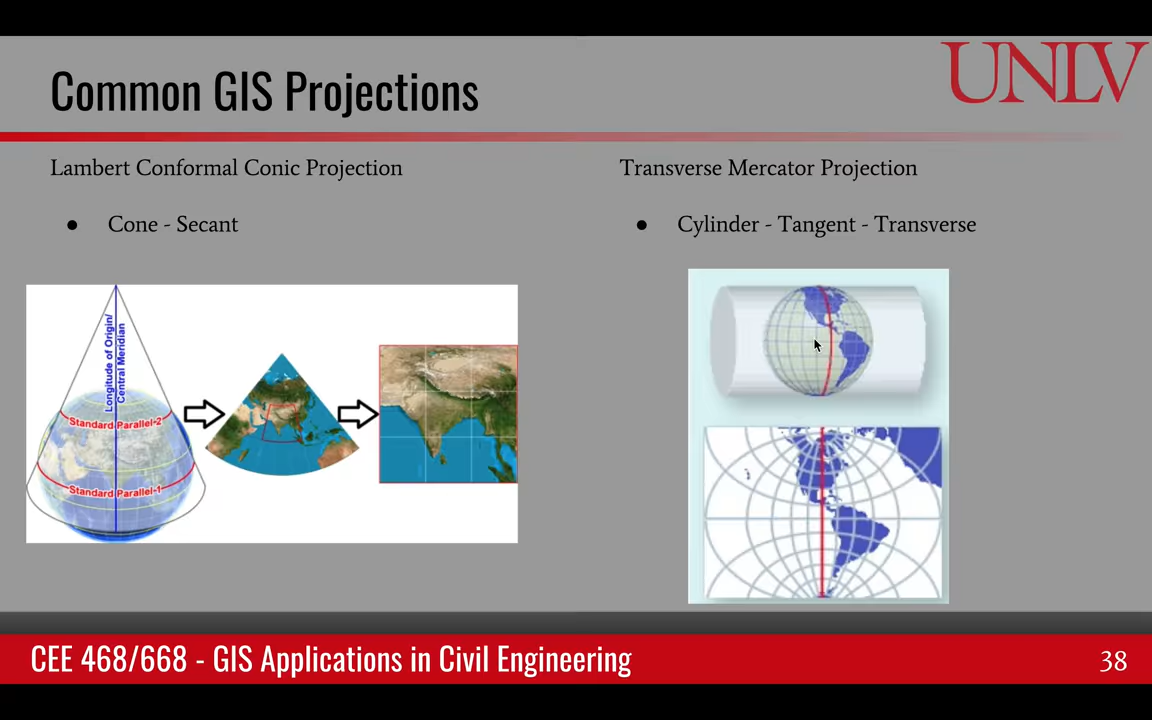 UNLV
Common GIS Projections
Lambert Conformal Conic Projection
● Cone - Secant
Transverse Mercator Projection
● Cylinder - Tangent - Transverse
Longitude of Origin/
Central Meridian
Standard Parallel-2
Standard Parallel-1
CEE 468/668 - GIS Applications in Civil Engineering
38